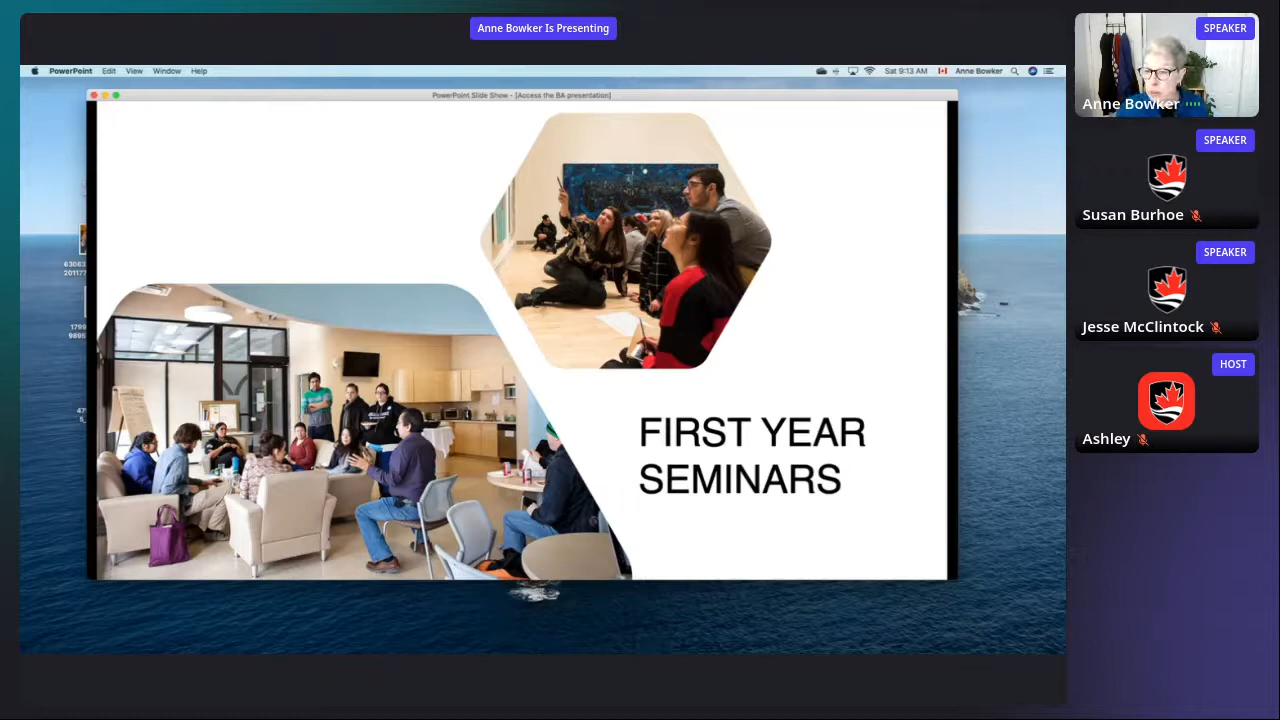 Anne Bowker Is Presenting
PowerPoint Edit View Window Help
Sat 9:13 AM Anne Bowker
PowerPoint Slide Show - [Access the BA presentation]
FIRST YEAR
SEMINARS
SPEAKER
Anne Bowker
SPEAKER
Susan Burhoe
SPEAKER
Jesse McClintock
HOST
Ashley